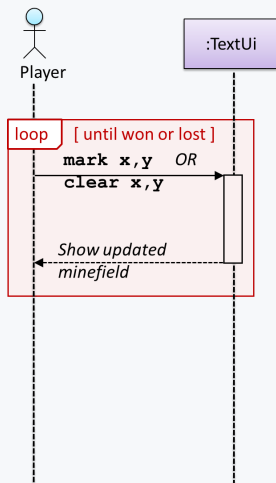 Player
:TextUi
loop [ until won or lost ]
mark x,y OR
clear x,y
Show updated
minefield